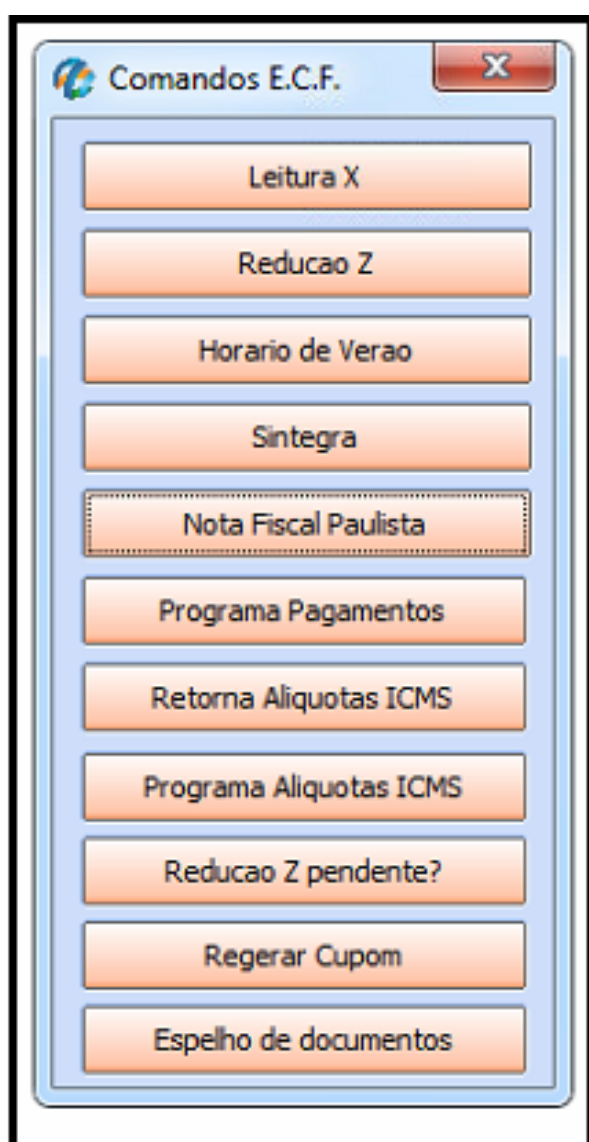 Comandos E.C.F.
Leitura X
Reducao Z
Horario de Verao
Sintegra
Nota Fiscal Paulista
Programa Pagamentos
Retorna Aliquotas ICMS
Programa Aliquotas ICMS
Reducao Z pendente?
Regerar Cupom
Espelho de documentos